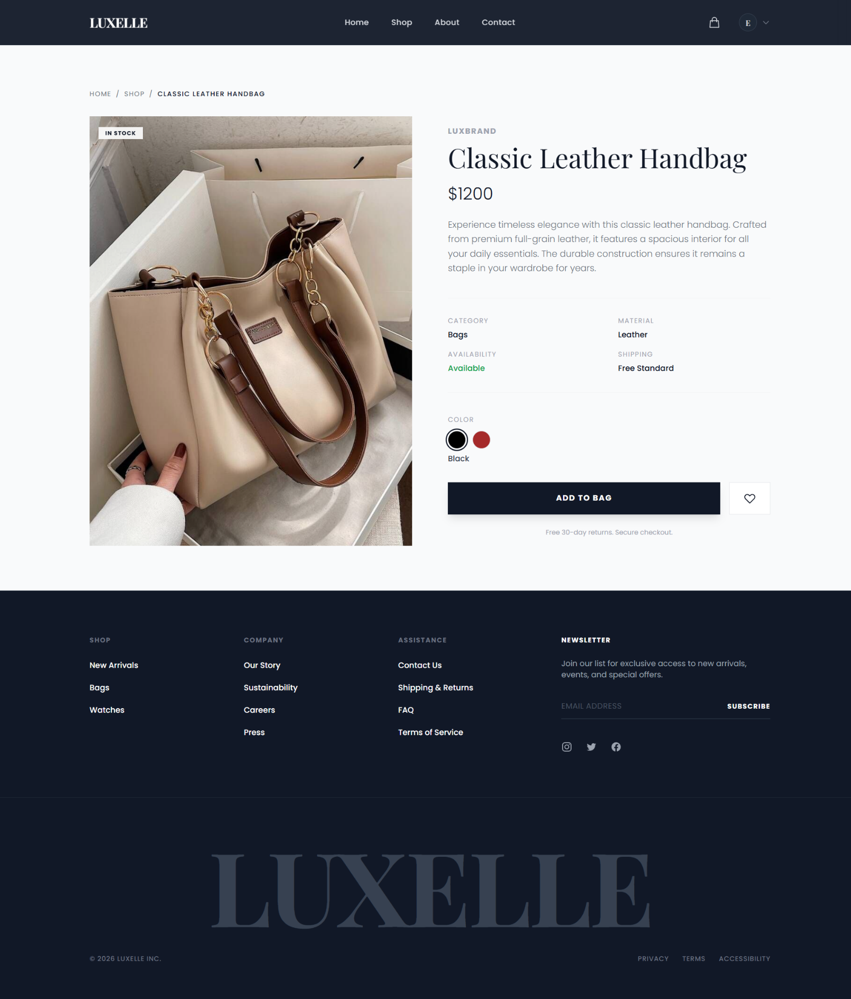 LUXELLE
Home
Shop
About
Contact
E
HOME / SHOP / CLASSIC LEATHER HANDBAG
IN STOCK
LUXBRAND
Classic Leather Handbag
$1200
Experience timeless elegance with this classic leather handbag. Crafted
from premium full-grain leather, it features a spacious interior for all
your daily essentials. The durable construction ensures it remains a
staple in your wardrobe for years.
CATEGORY
Bags
MATERIAL
Leather
AVAILABILITY
Available
SHIPPING
Free Standard
COLOR
Black
ADD TO BAG
Free 30-day returns. Secure checkout.
SHOP
New Arrivals
Bags
Watches
COMPANY
Our Story
Sustainability
Careers
Press
ASSISTANCE
Contact Us
Shipping & Returns
FAQ
Terms of Service
NEWSLETTER
Join our list for exclusive access to new arrivals,
events, and special offers.
EMAIL ADDRESS
SUBSCRIBE
LUXELLE
© 2026 LUXELLE INC.
PRIVACY
TERMS
ACCESSIBILITY